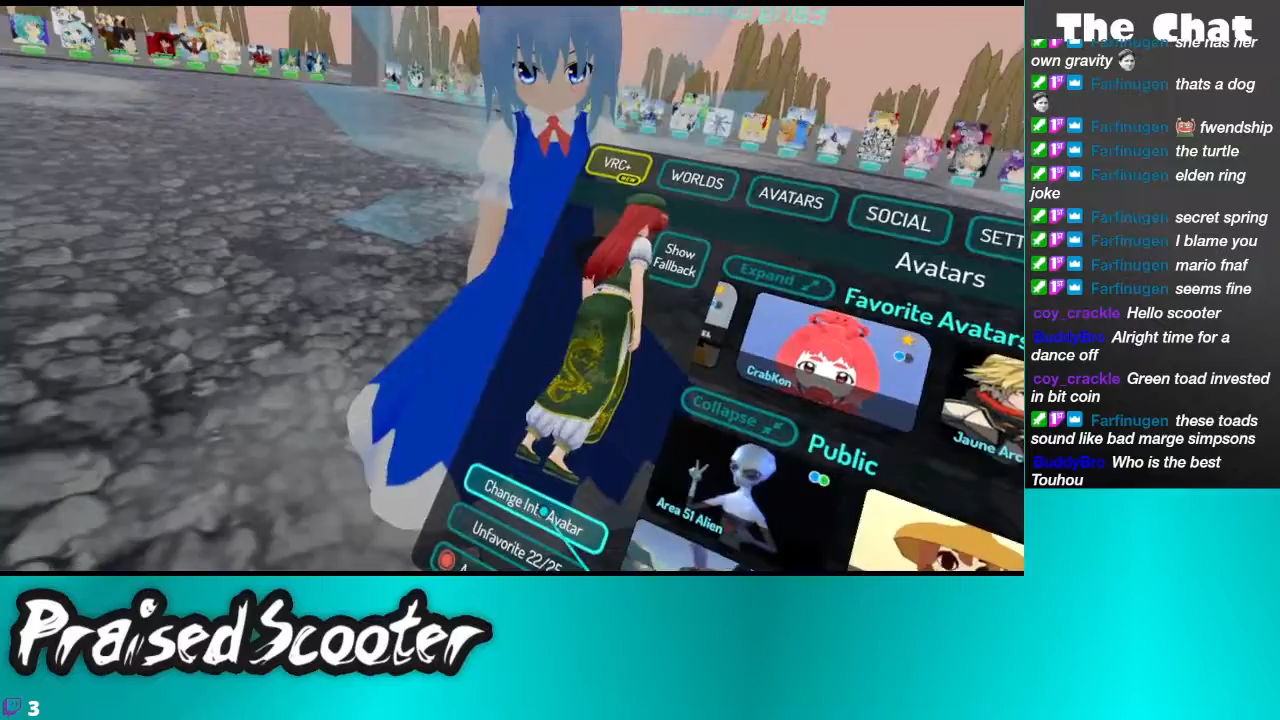 The Chat
Farfinugen she has her
own gravity
Farfinugen thats a dog
Farfinugen fwendship
Farfinugen the turtle
Farfinugen elden ring
joke
Farfinugen secret spring
Farfinugen I blame you
Farfinugen mario fnaf
Farfinugen seems fine
coy_crackle Hello scooter
BuddyBro Alright time for a
dance off
coy_crackle Green toad invested
in bit coin
Farfinugen these toads
sound like bad marge simpsons
BuddyBro Who is the best
Touhou
VRC+
NEW
WORLDS
AVATARS
SOCIAL
SETT
Show
Fallback
Avatars
Expand
Favorite Avatars
CrabKen
Jaune Arc
Collapse
Public
Area 51 Alien
Change Int Avatar
Unfavorite 22/25
PraisedScooter
3